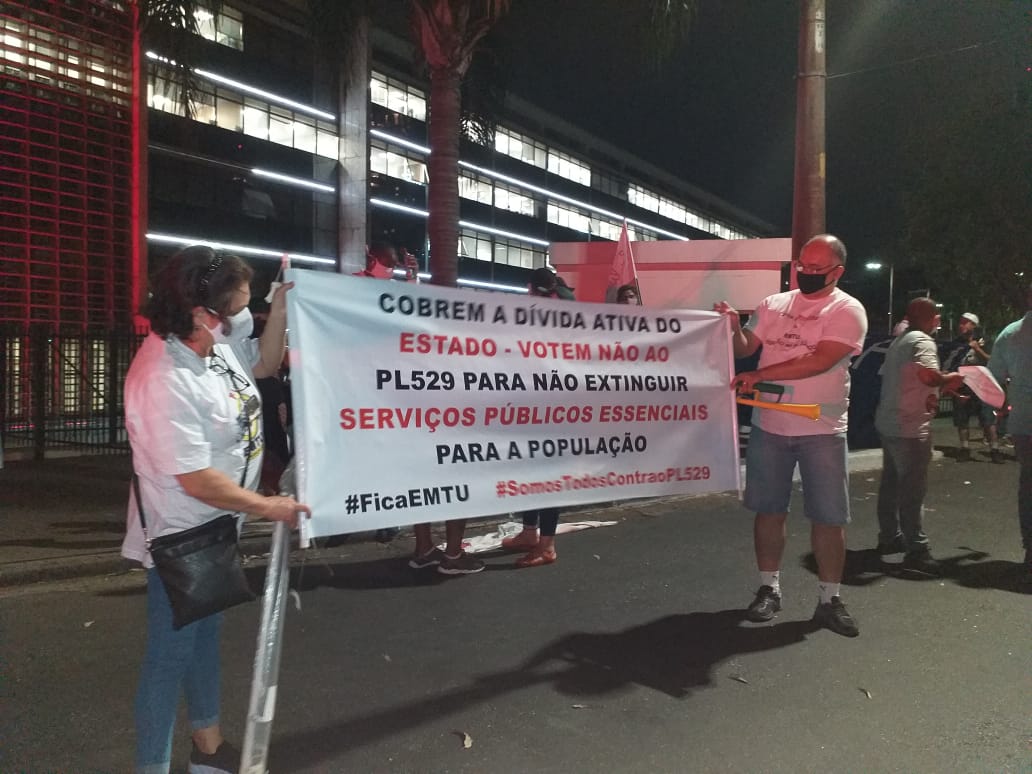 COBREM A DÍVIDA ATIVA DO
ESTADO - VOTEM NÃO AO
PL529 PARA NÃO EXTINGUIR
SERVIÇOS PÚBLICOS ESSENCIAIS
PARA A POPULAÇÃO
#FicaEMTU #SomosTodosContraoPL529
EMTU